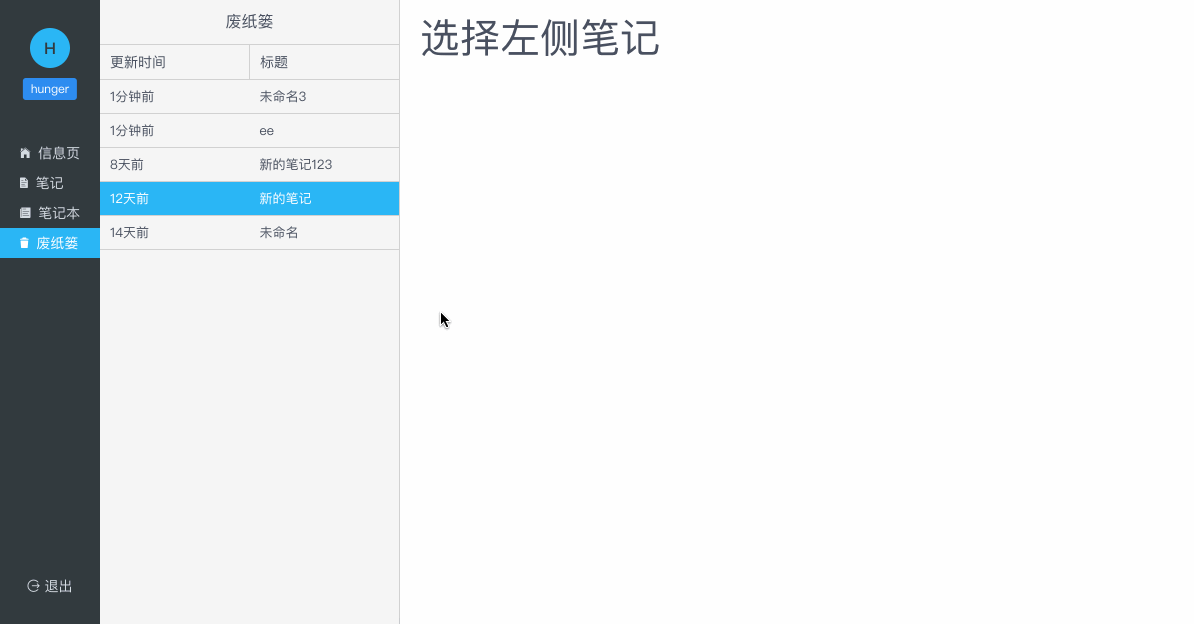 H
hunger
信息页
笔记
笔记本
废纸篓
退出
废纸篓
更新时间 标题
1分钟前 未命名3
1分钟前 ee
8天前 新的笔记123
12天前 新的笔记
14天前 未命名
选择左侧笔记